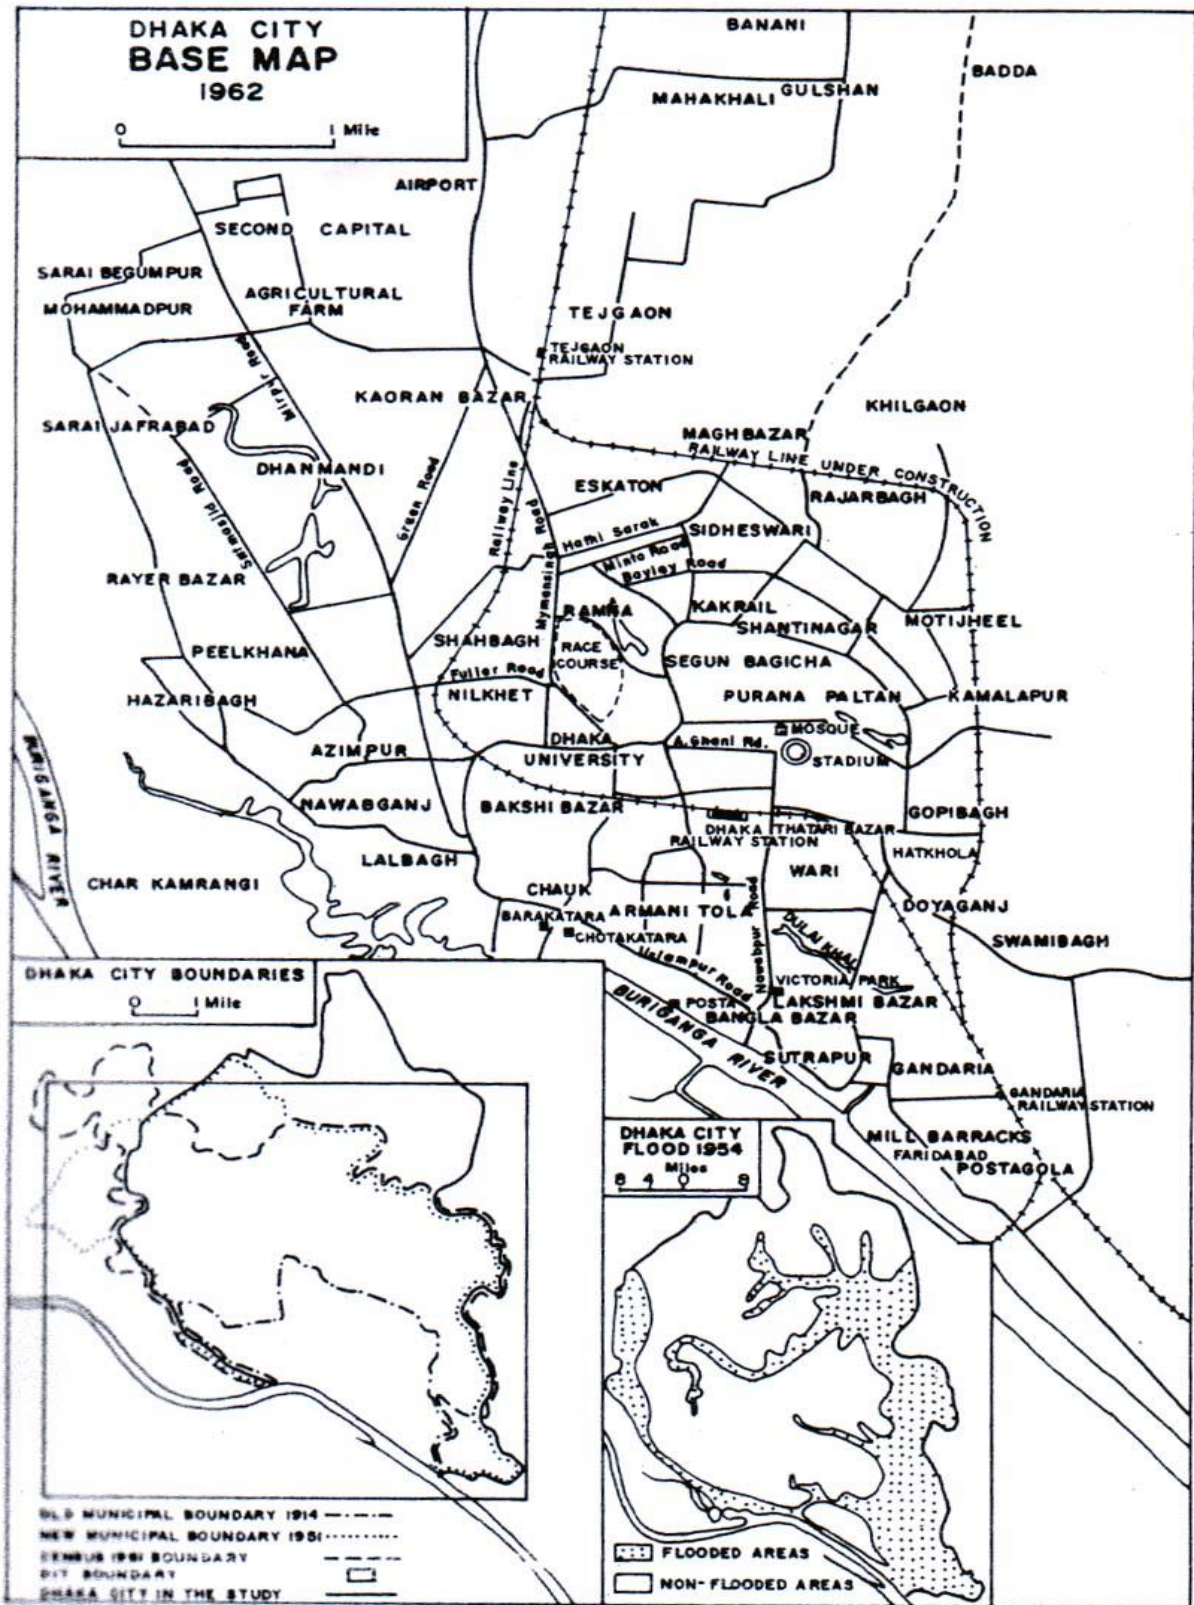 DHAKA CITY
BASE MAP
1962
0 1 Mile
BANANI
BADDA
MAHAKHALI
GULSHAN
AIRPORT
SECOND CAPITAL
SARAI BEGUMPUR
MOHAMMADPUR
AGRICULTURAL
FARM
TEJGAON
TEJGAON
RAILWAY STATION
Mirpur Road
KAORAN BAZAR
KHILGAON
SARAI JAFRABAD
MAGHBAZAR
RAILWAY LINE UNDER CONSTRUCTION
DHANMANDI
Green Road
Railway Line
Mymensingh Road
ESKATON
RAJARBAGH
Hathi Sarak
SIDHESWARI
Minto Road
Bayley Road
Satmasjid Road
RAYER BAZAR
RAMNA
KAKRAIL
SHANTINAGAR
MOTIJHEEL
SHAHBAGH
RACE
COURSE
PEELKHANA
SEGUN BAGICHA
Fuller Road
HAZARIBAGH
NILKHET
PURANA PALTAN
KAMALAPUR
AZIMPUR
DHAKA
UNIVERSITY
A. Ghani Rd.
MOSQUE
STADIUM
BURIGANGA RIVER
NAWABGANJ
BAKSHI BAZAR
GOPIBAGH
DHAKA
RAILWAY STATION
THATARI BAZAR
HATKHOLA
LALBAGH
WARI
CHAR KAMRANGI
CHAUK
BARAKATARA
CHOTAKATARA
ARMANI TOLA
Nawabpur Road
DOYAGANJ
DULAI KHAL
SWAMIBAGH
Islampur Road
VICTORIA PARK
POSTA
LAKSHMI BAZAR
BANGLA BAZAR
BURIGANGA RIVER
SUTRAPUR
GANDARIA
GANDARIA
RAILWAY STATION
MILL BARRACKS
FARIDABAD
POSTAGOLA
DHAKA CITY BOUNDARIES
0 1 Mile
OLD MUNICIPAL BOUNDARY 1914
NEW MUNICIPAL BOUNDARY 1951
CENSUS 1961 BOUNDARY
DIT BOUNDARY
DHAKA CITY IN THE STUDY
DHAKA CITY
FLOOD 1954
Miles
8 4 0 8
FLOODED AREAS
NON-FLOODED AREAS